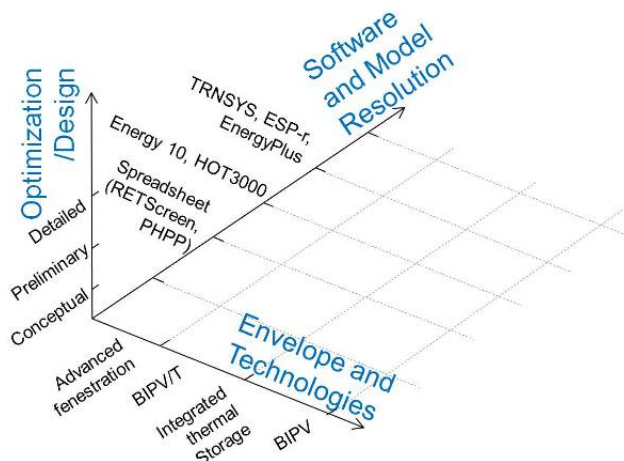 Optimization
/Design
Software
and Model
Resolution
TRNSYS, ESP-r,
EnergyPlus
Energy 10, HOT3000
Spreadsheet
(RETScreen,
PHPP)
Detailed
Preliminary
Conceptual
Envelope and
Technologies
Advanced
fenestration
BIPV/T
Integrated
thermal
Storage
BIPV